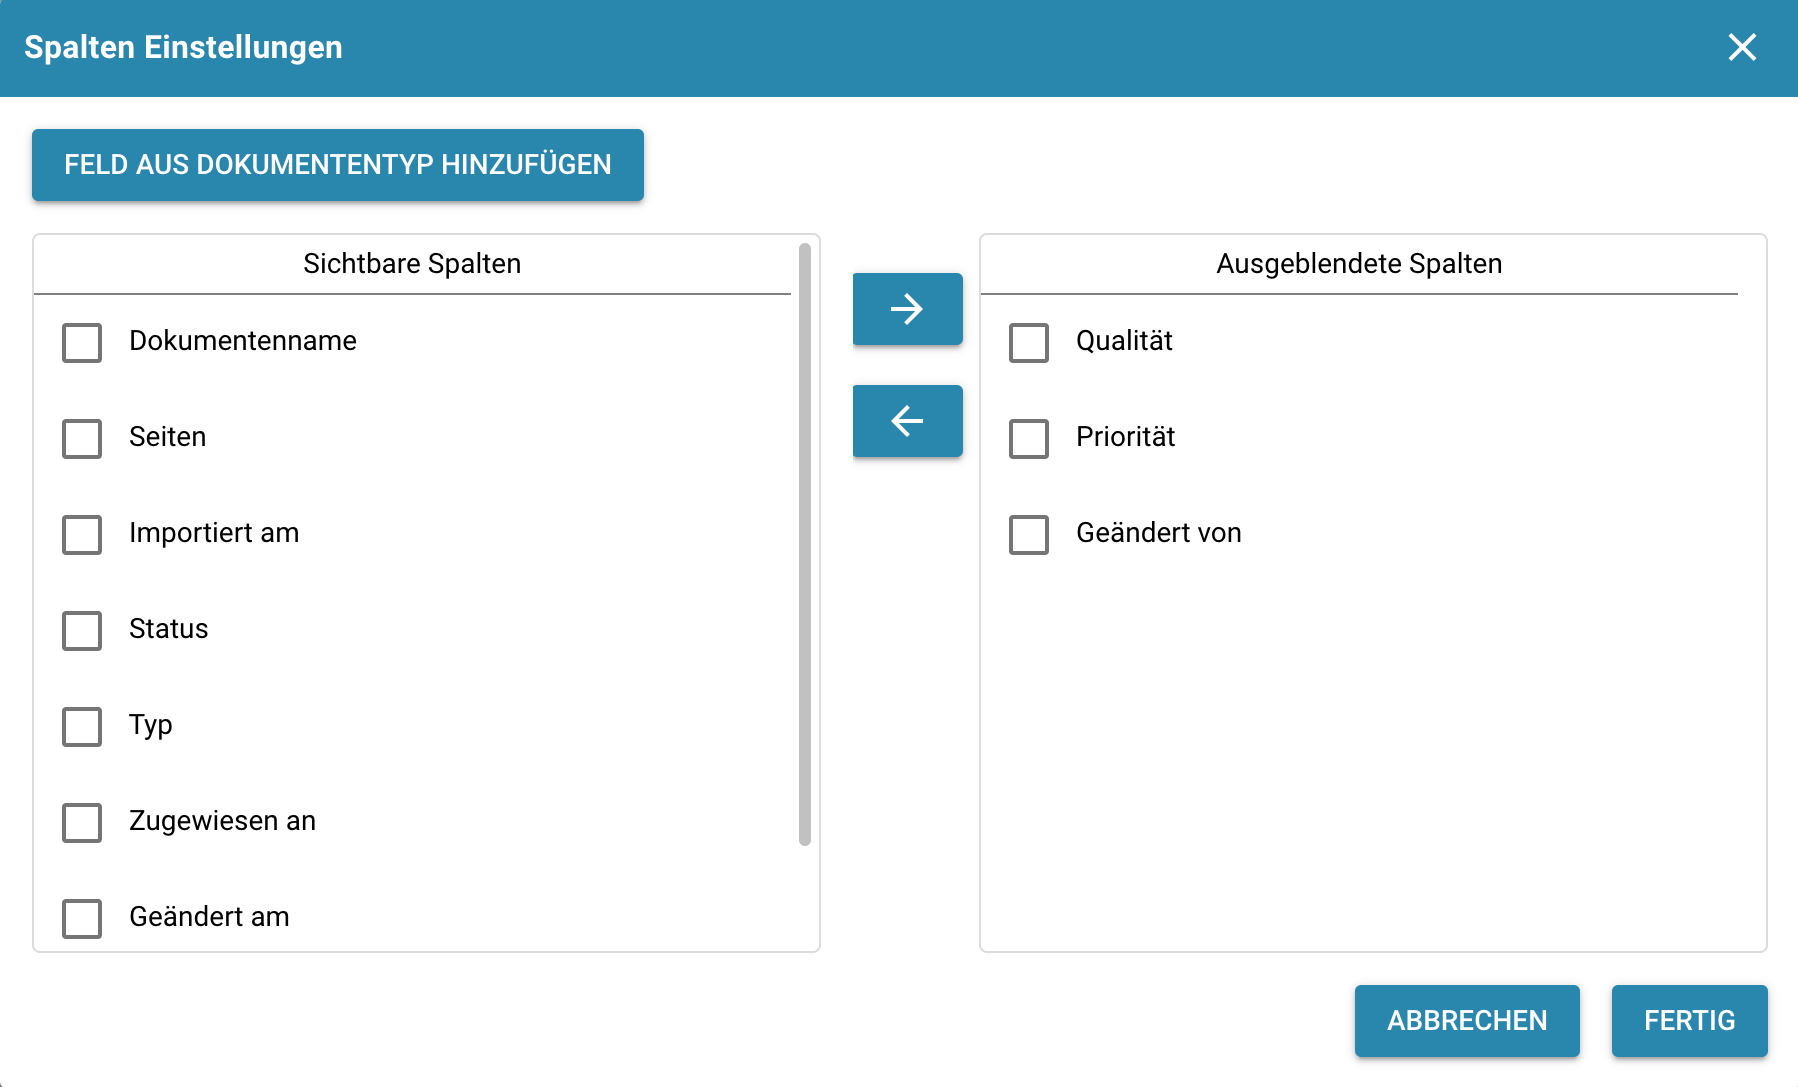 Spalten Einstellungen
FELD AUS DOKUMENTENTYP HINZUFÜGEN
Sichtbare Spalten
Dokumentenname
Seiten
Importiert am
Status
Typ
Zugewiesen an
Geändert am
Ausgeblendete Spalten
Qualität
Priorität
Geändert von
ABBRECHEN
FERTIG